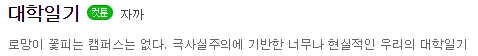 대학일기 컷툰 자까
로망이 꽃피는 캠퍼스는 없다. 극사실주의에 기반한 너무나 현실적인 우리의 대학일기